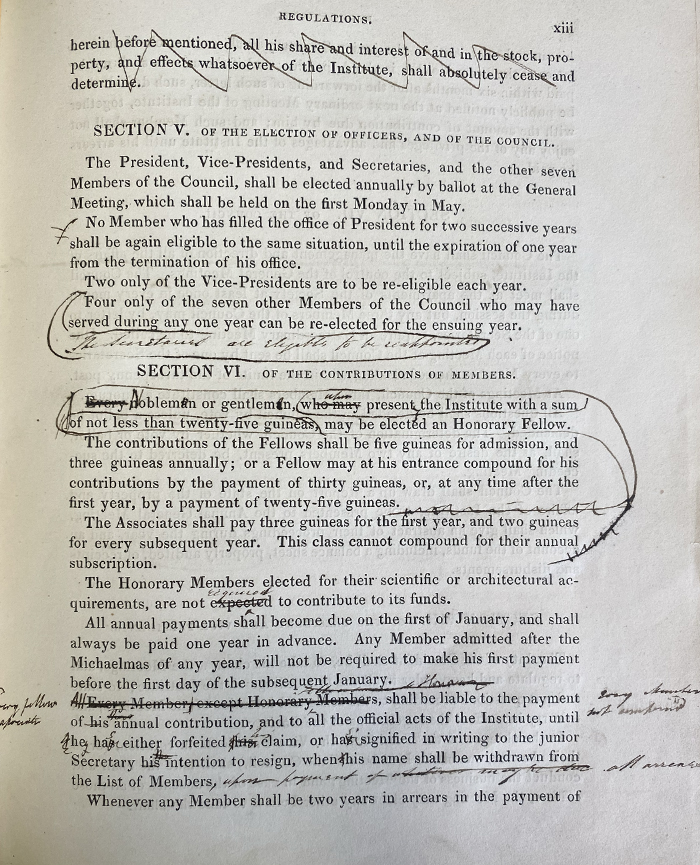 REGULATIONS.
xiii
herein before mentioned, all his share and interest of and in the stock, pro-
perty, and effects whatsoever of the Institute, shall absolutely cease and
determine.
SECTION V. OF THE ELECTION OF OFFICERS, AND OF THE COUNCIL.
The President, Vice-Presidents, and Secretaries, and the other seven
Members of the Council, shall be elected annually by ballot at the General
Meeting, which shall be held on the first Monday in May.
No Member who has filled the office of President for two successive years
shall be again eligible to the same situation, until the expiration of one year
from the termination of his office.
Two only of the Vice-Presidents are to be re-eligible each year.
Four only of the seven other Members of the Council who may have
served during any one year can be re-elected for the ensuing year.
The Secretaries are eligible to be reappointed
SECTION VI. OF THE CONTRIBUTIONS OF MEMBERS.
Every Noblemen or gentlemen, who may present the Institute with a sum
of not less than twenty-five guineas, may be elected an Honorary Fellow.
The contributions of the Fellows shall be five guineas for admission, and
three guineas annually; or a Fellow may at his entrance compound for his
contributions by the payment of thirty guineas, or, at any time after the
first year, by a payment of twenty-five guineas.
The Associates shall pay three guineas for the first year, and two guineas
for every subsequent year. This class cannot compound for their annual
subscription.
The Honorary Members elected for their scientific or architectural ac-
required
quirements, are not expected to contribute to its funds.
All annual payments shall become due on the first of January, and shall
always be paid one year in advance. Any Member admitted after the
Michaelmas of any year, will not be required to make his first payment
before the first day of the subsequent January.
All Every Member, except Honorary Members, shall be liable to the payment
of his annual contribution, and to all the official acts of the Institute, until
he has either forfeited his claim, or has signified in writing to the junior
Secretary his intention to resign, when his name shall be withdrawn from
the List of Members, upon payment of all arrears
Whenever any Member shall be two years in arrears in the payment of